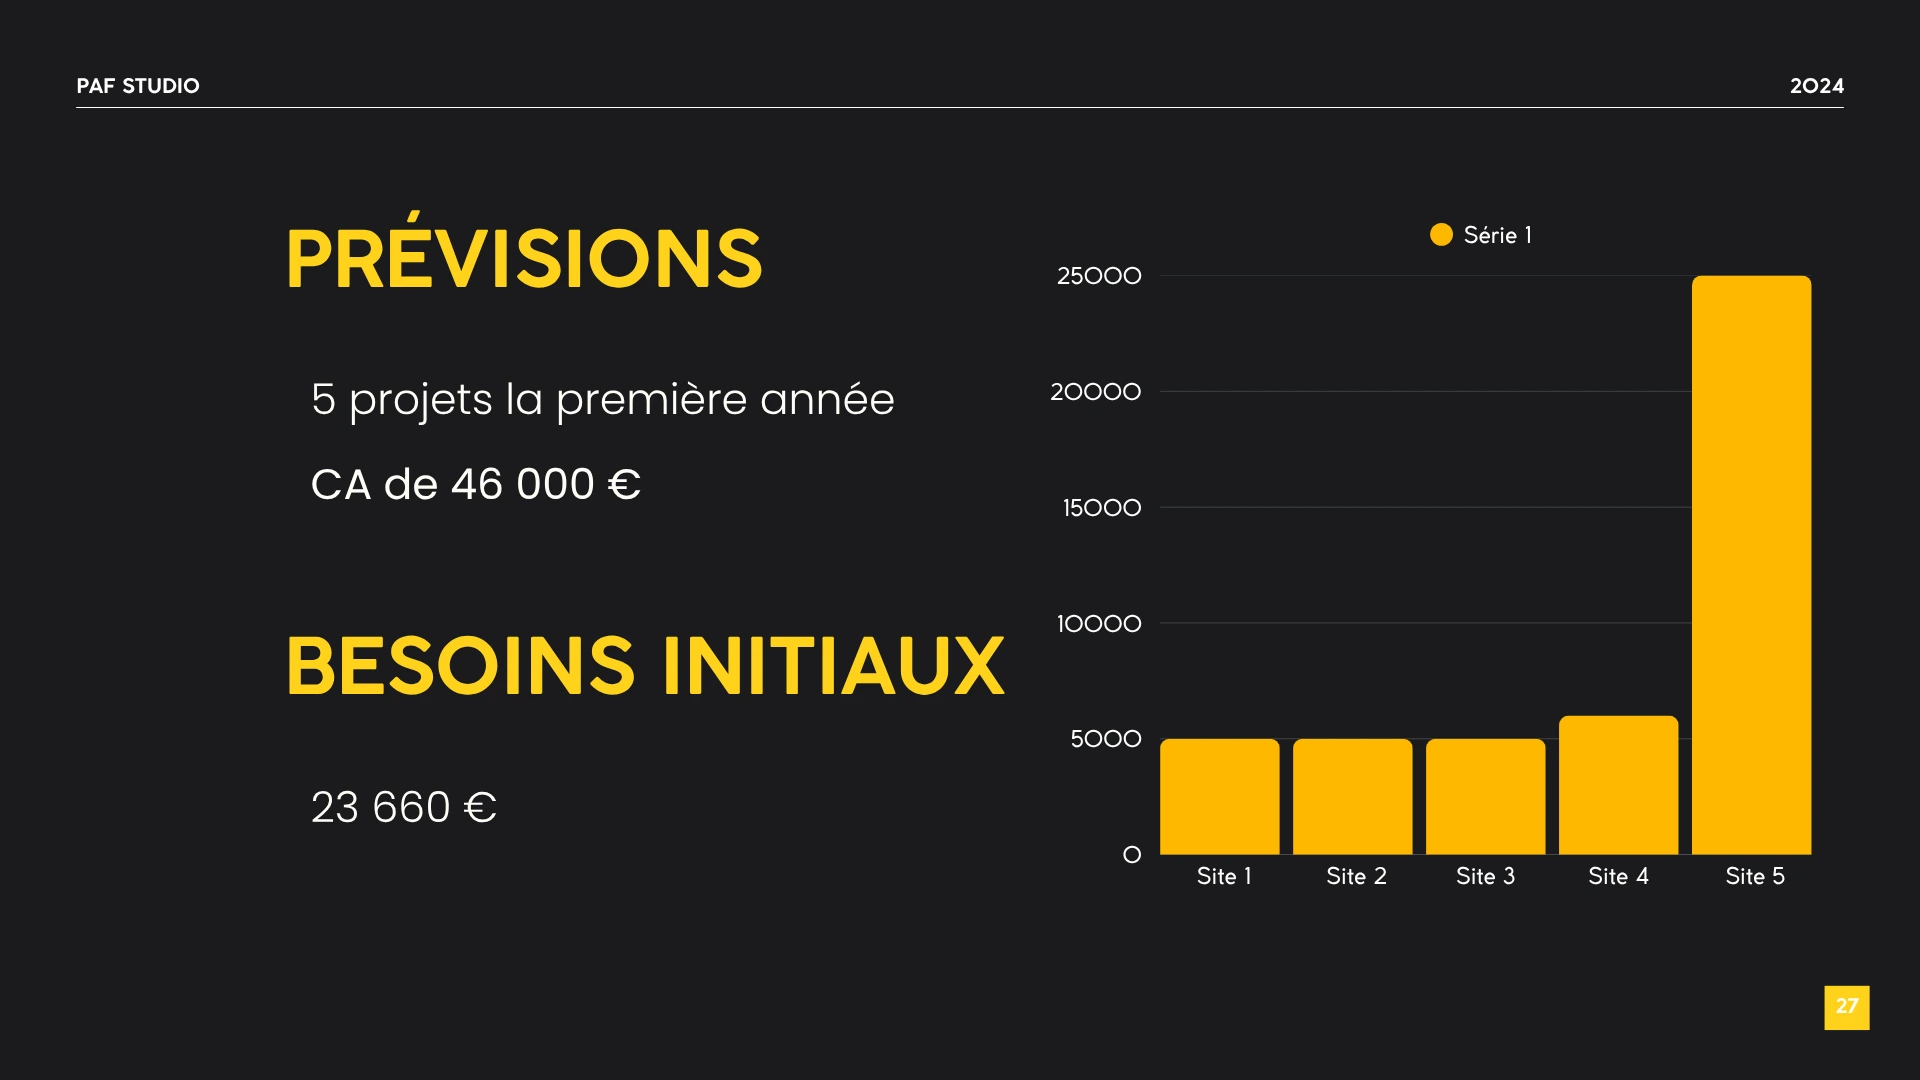 PAF STUDIO
2024
PRÉVISIONS
5 projets la première année
CA de 46 000 €
BESOINS INITIAUX
23 660 €
Série 1
25000
20000
15000
10000
5000
0
Site 1
Site 2
Site 3
Site 4
Site 5
27